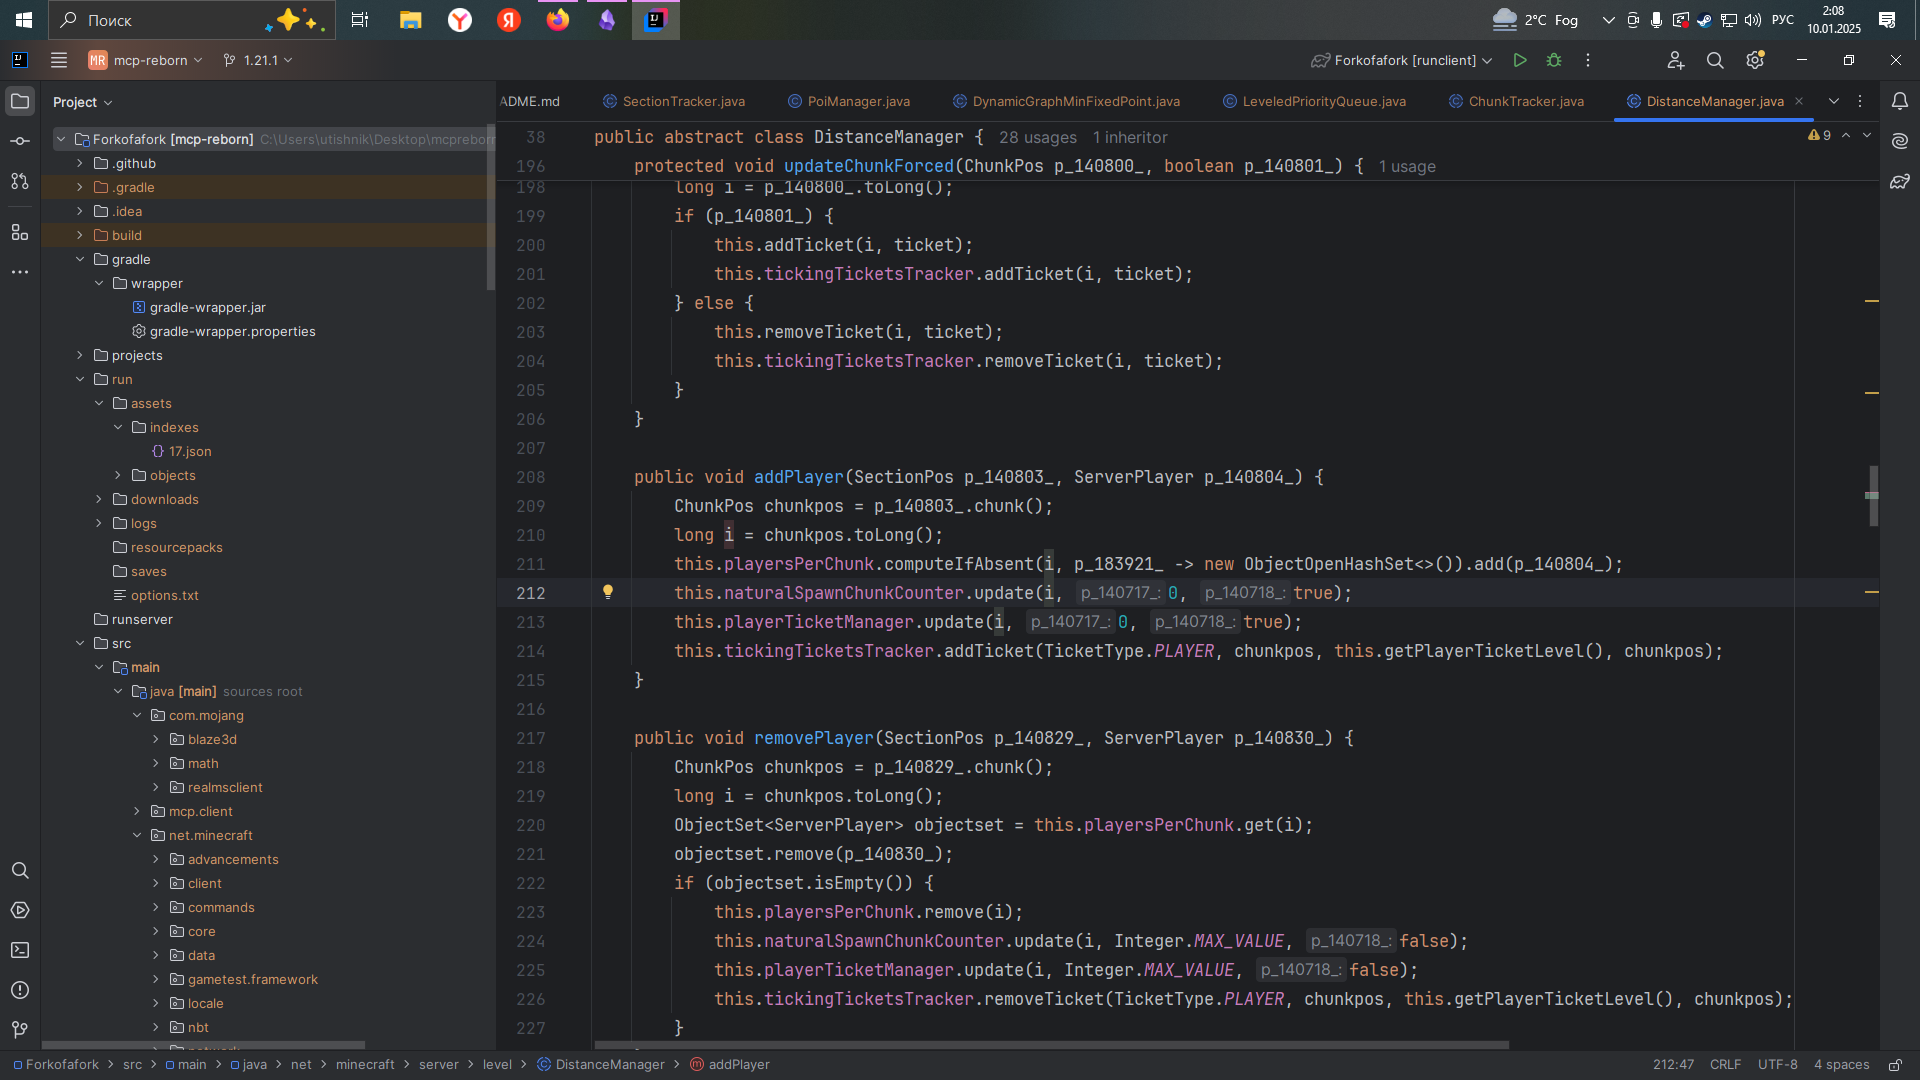 Поиск
2°C Fog
РУС
2:08
10.01.2025
MR mcp-reborn
1.21.1
Forkofafork [runclient]
Project
ADME.md
SectionTracker.java
PoiManager.java
DynamicGraphMinFixedPoint.java
LeveledPriorityQueue.java
ChunkTracker.java
DistanceManager.java
Forkofafork [mcp-reborn] C:\Users\utishnik\Desktop\mcpreborn
.github
.gradle
.idea
build
gradle
wrapper
gradle-wrapper.jar
gradle-wrapper.properties
projects
run
assets
indexes
17.json
objects
downloads
logs
resourcepacks
saves
options.txt
runserver
src
main
java [main] sources root
com.mojang
blaze3d
math
realmsclient
mcp.client
net.minecraft
advancements
client
commands
core
data
gametest.framework
locale
nbt
9
38 public abstract class DistanceManager { 28 usages 1 inheritor
196 protected void updateChunkForced(ChunkPos p_140800_, boolean p_140801_) { 1 usage
198 long i = p_140800_.toLong();
199 if (p_140801_) {
200 this.addTicket(i, ticket);
201 this.tickingTicketsTracker.addTicket(i, ticket);
202 } else {
203 this.removeTicket(i, ticket);
204 this.tickingTicketsTracker.removeTicket(i, ticket);
205 }
206 }
207
208 public void addPlayer(SectionPos p_140803_, ServerPlayer p_140804_) {
209 ChunkPos chunkpos = p_140803_.chunk();
210 long i = chunkpos.toLong();
211 this.playersPerChunk.computeIfAbsent(i, p_183921_ -> new ObjectOpenHashSet<>()).add(p_140804_);
212 this.naturalSpawnChunkCounter.update(i, p_140717_: 0, p_140718_: true);
213 this.playerTicketManager.update(i, p_140717_: 0, p_140718_: true);
214 this.tickingTicketsTracker.addTicket(TicketType.PLAYER, chunkpos, this.getPlayerTicketLevel(), chunkpos);
215 }
216
217 public void removePlayer(SectionPos p_140829_, ServerPlayer p_140830_) {
218 ChunkPos chunkpos = p_140829_.chunk();
219 long i = chunkpos.toLong();
220 ObjectSet<ServerPlayer> objectset = this.playersPerChunk.get(i);
221 objectset.remove(p_140830_);
222 if (objectset.isEmpty()) {
223 this.playersPerChunk.remove(i);
224 this.naturalSpawnChunkCounter.update(i, Integer.MAX_VALUE, p_140718_: false);
225 this.playerTicketManager.update(i, Integer.MAX_VALUE, p_140718_: false);
226 this.tickingTicketsTracker.removeTicket(TicketType.PLAYER, chunkpos, this.getPlayerTicketLevel(), chunkpos);
227 }
Forkofafork > src > main > java > net > minecraft > server > level > DistanceManager > addPlayer
212:47 CRLF UTF-8 4 spaces